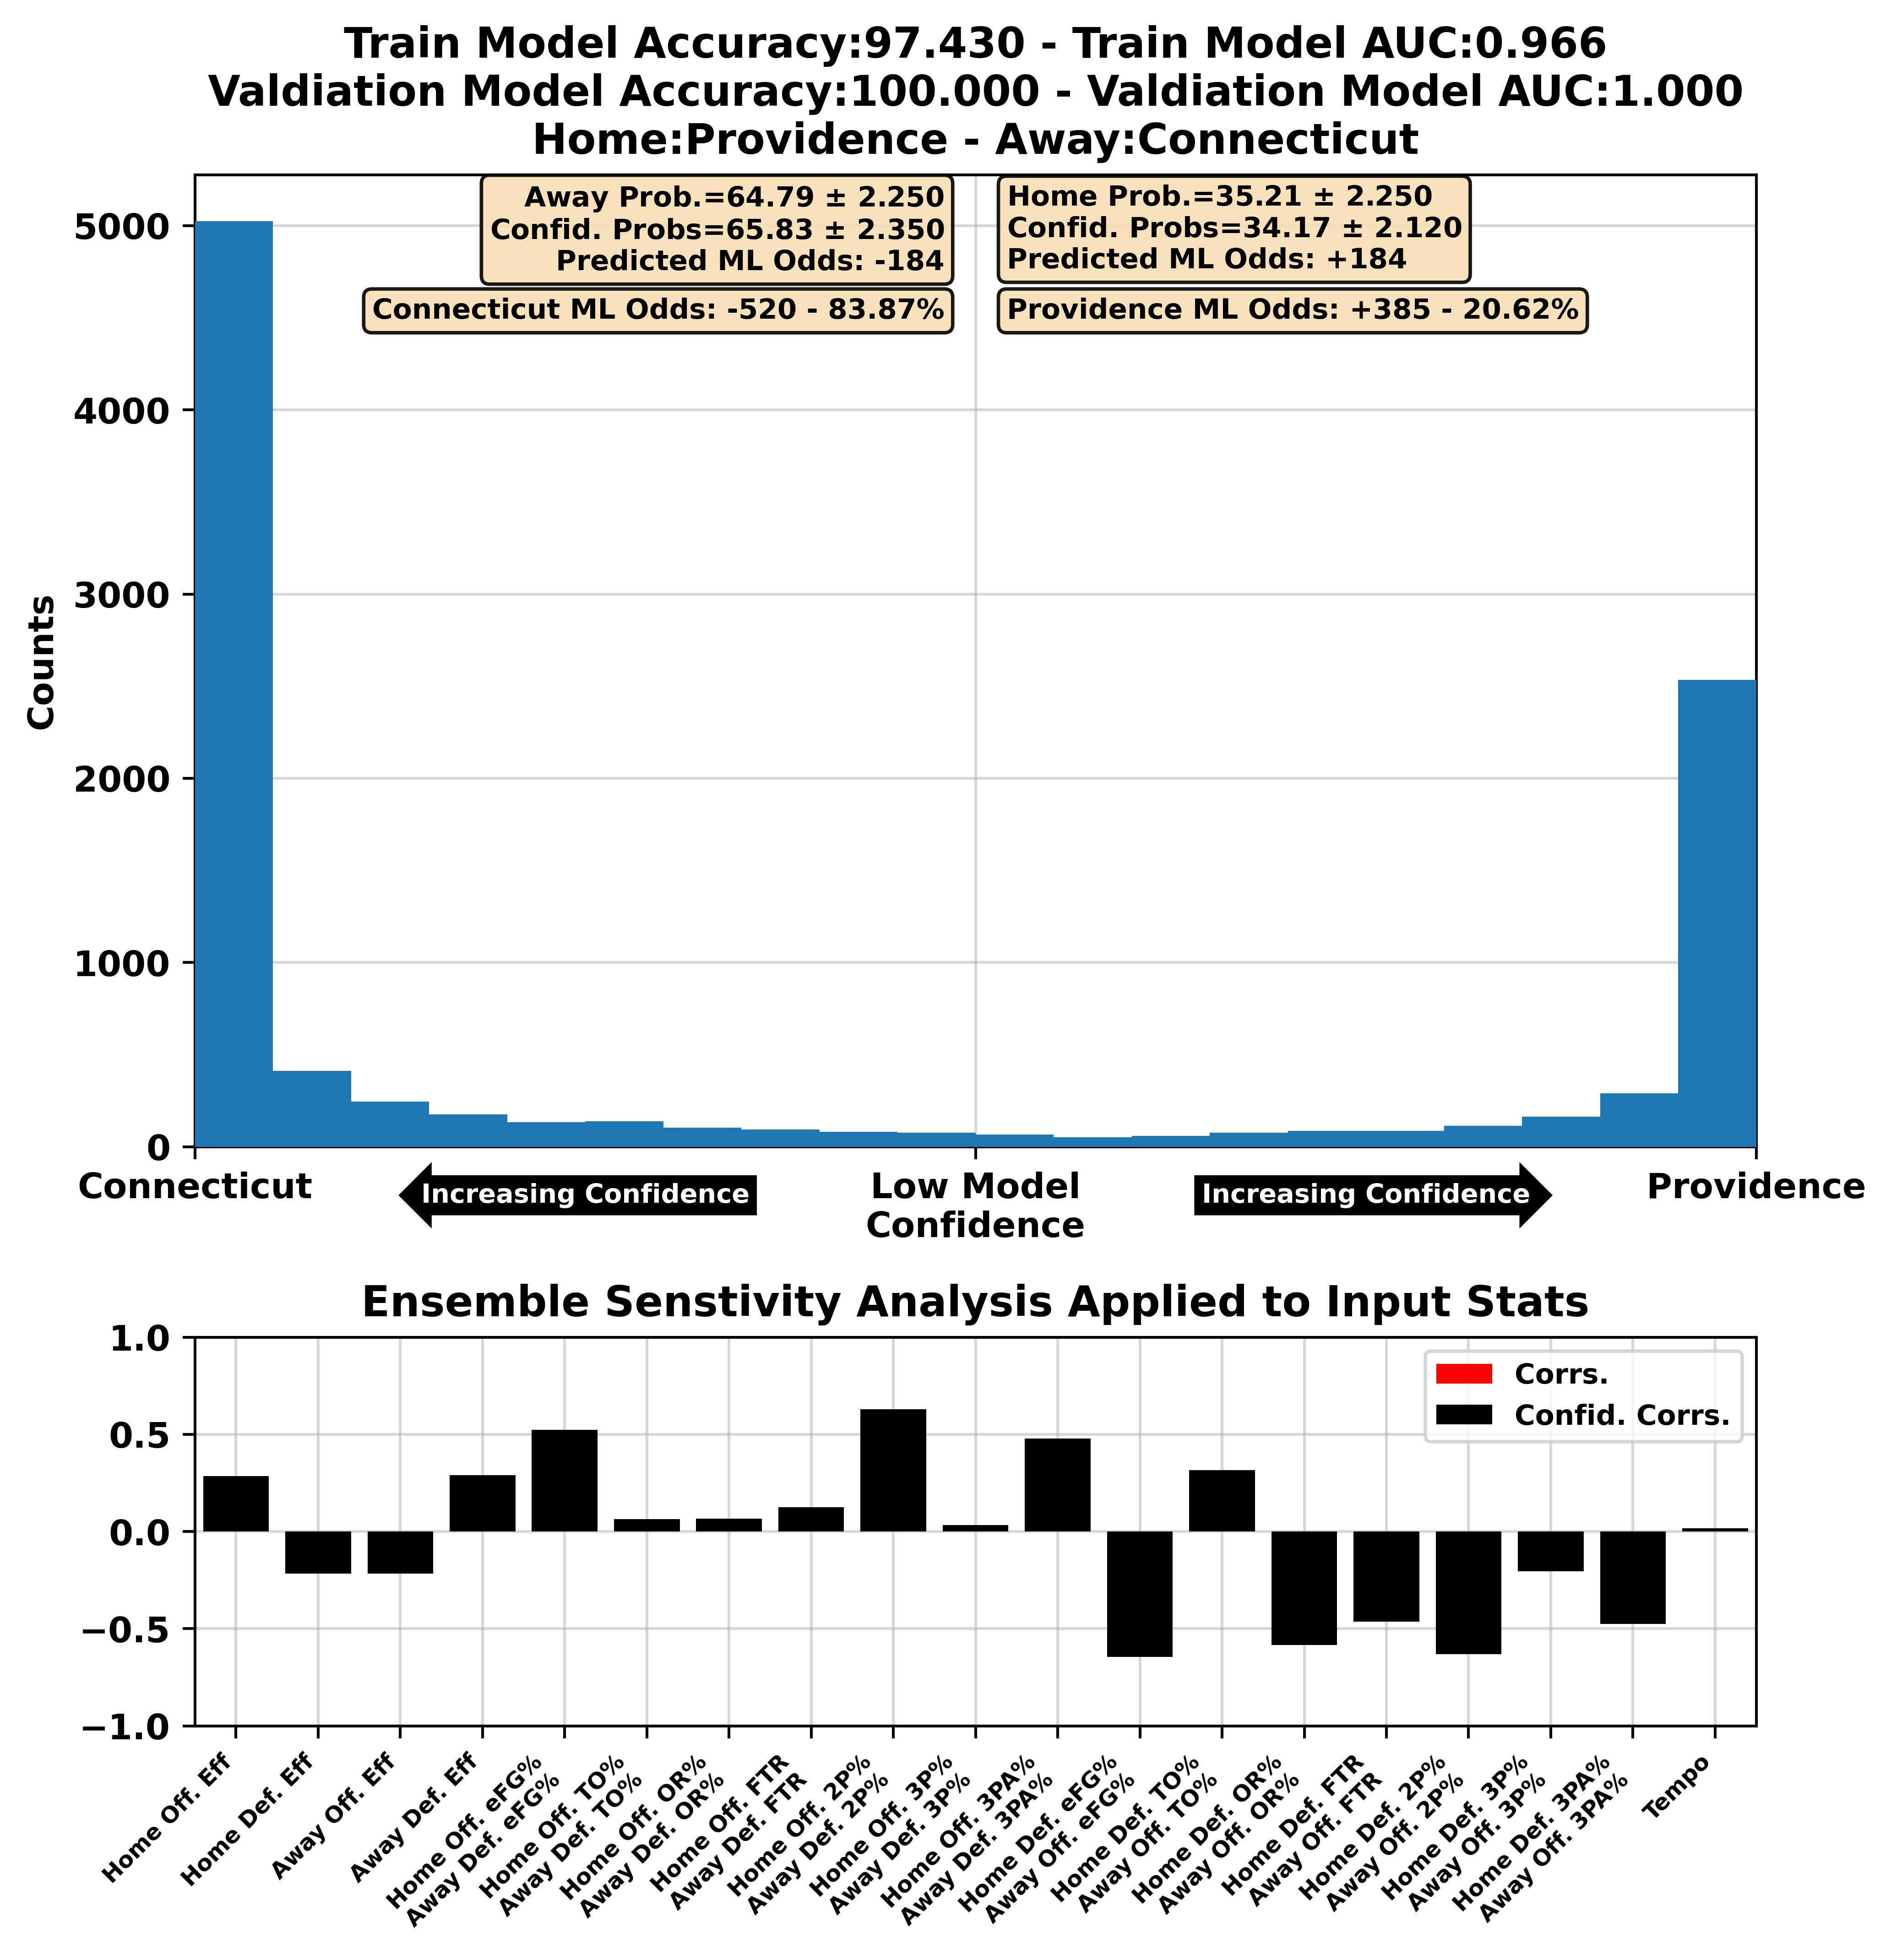 Train Model Accuracy:97.430 - Train Model AUC:0.966
Valdiation Model Accuracy:100.000 - Valdiation Model AUC:1.000
Home:Providence - Away:Connecticut
Away Prob.=64.79 ± 2.250
Confid. Probs=65.83 ± 2.350
Predicted ML Odds: -184
Home Prob.=35.21 ± 2.250
Confid. Probs=34.17 ± 2.120
Predicted ML Odds: +184
Connecticut ML Odds: -520 - 83.87%
Providence ML Odds: +385 - 20.62%
Counts
5000
4000
3000
2000
1000
0
Connecticut
Increasing Confidence
Low Model
Confidence
Increasing Confidence
Providence
Ensemble Senstivity Analysis Applied to Input Stats
1.0
0.5
0.0
−0.5
−1.0
Corrs.
Confid. Corrs.
Home Off. Eff
Home Def. Eff
Away Off. Eff
Away Def. Eff
Home Off. eFG%
Away Def. eFG%
Home Off. TO%
Away Def. TO%
Home Off. OR%
Away Def. OR%
Home Off. FTR
Away Def. FTR
Home Off. 2P%
Away Def. 2P%
Home Off. 3P%
Away Def. 3P%
Home Off. 3PA%
Away Def. 3PA%
Home Def. eFG%
Away Off. eFG%
Home Def. TO%
Away Off. TO%
Home Def. OR%
Away Off. OR%
Home Def. FTR
Away Off. FTR
Home Def. 2P%
Away Off. 2P%
Home Def. 3P%
Away Off. 3P%
Home Def. 3PA%
Away Off. 3PA%
Tempo